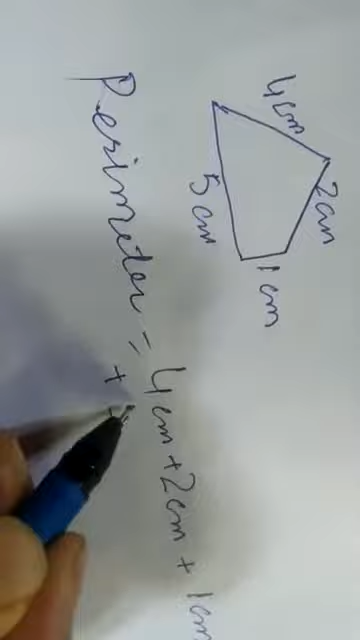 4cm
2cm
5cm
1cm
Perimeter = 4cm + 2cm + 1cm
+